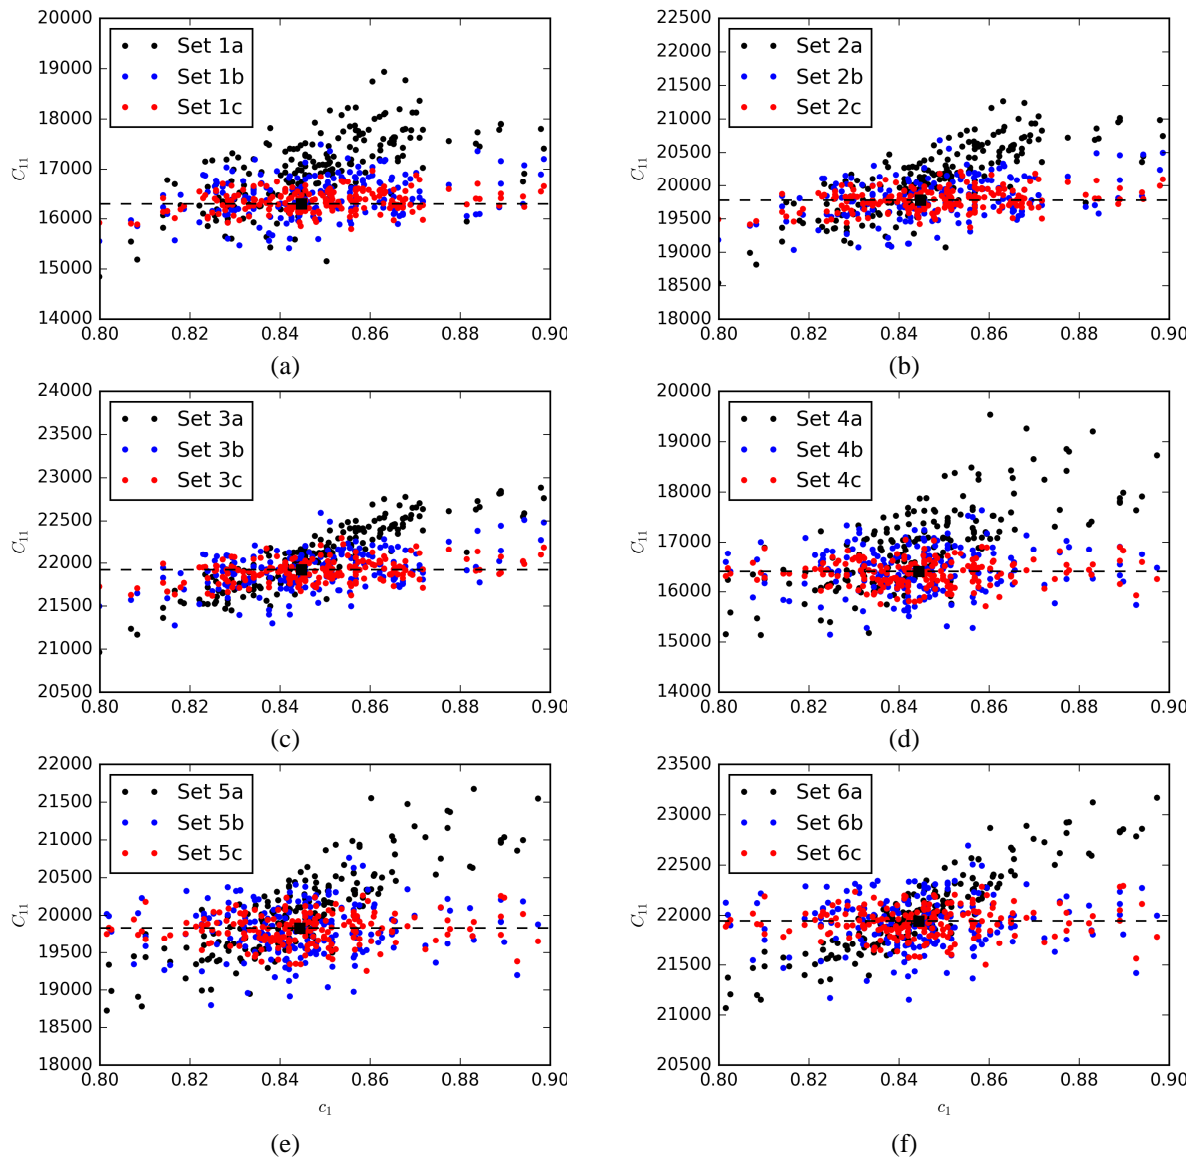 20000
19000
18000
17000
16000
15000
14000
C11
Set 1a
Set 1b
Set 1c
0.80 0.82 0.84 0.86 0.88 0.90
(a)
22500
22000
21500
21000
20500
20000
19500
19000
18500
18000
C11
Set 2a
Set 2b
Set 2c
0.80 0.82 0.84 0.86 0.88 0.90
(b)
24000
23500
23000
22500
22000
21500
21000
20500
C11
Set 3a
Set 3b
Set 3c
0.80 0.82 0.84 0.86 0.88 0.90
(c)
20000
19000
18000
17000
16000
15000
14000
C11
Set 4a
Set 4b
Set 4c
0.80 0.82 0.84 0.86 0.88 0.90
(d)
22000
21500
21000
20500
20000
19500
19000
18500
18000
C11
Set 5a
Set 5b
Set 5c
0.80 0.82 0.84 0.86 0.88 0.90
c1
(e)
23500
23000
22500
22000
21500
21000
20500
C11
Set 6a
Set 6b
Set 6c
0.80 0.82 0.84 0.86 0.88 0.90
c1
(f)